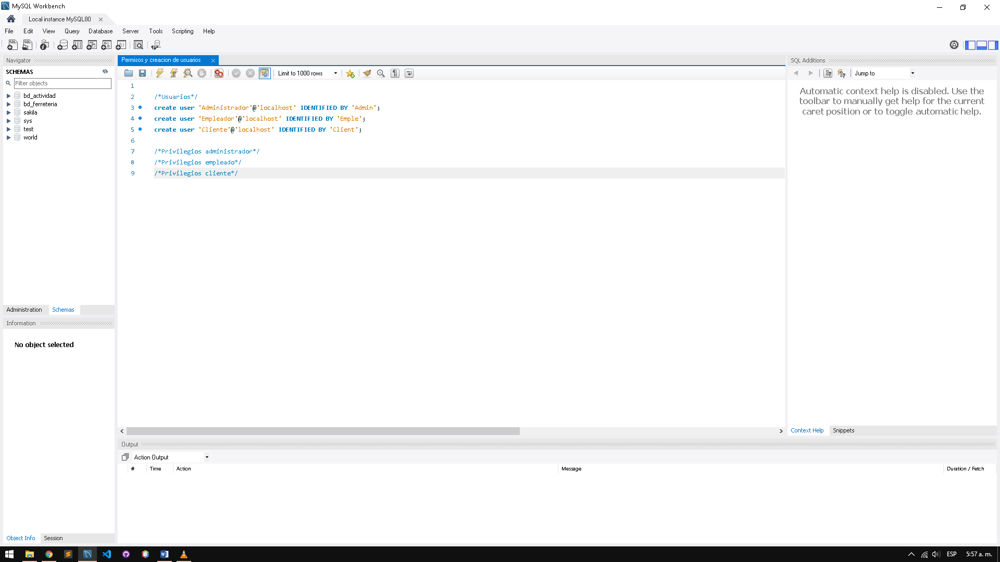 MySQL Workbench
Local instance MySQL80
File Edit View Query Database Server Tools Scripting Help
Navigator
SCHEMAS
Filter objects
bd_actividad
bd_ferreteria
sakila
sys
test
world
Administration Schemas
Information
No object selected
Object Info Session
Permisos y creacion de usuarios
Limit to 1000 rows
1
2 /*Usuarios*/
3 create user 'Administrador'@'localhost' IDENTIFIED BY 'Admin';
4 create user 'Empleador'@'localhost' IDENTIFIED BY 'Emple';
5 create user 'Cliente'@'localhost' IDENTIFIED BY 'Client';
6
7 /*Privilegios administrador*/
8 /*Privilegios empleado*/
9 /*Privilegios cliente*/
SQL Additions
Jump to
Automatic context help is disabled. Use the
toolbar to manually get help for the current
caret position or to toggle automatic help.
Context Help Snippets
Output
Action Output
# Time Action Message Duration / Fetch
ESP 5:57 a. m.